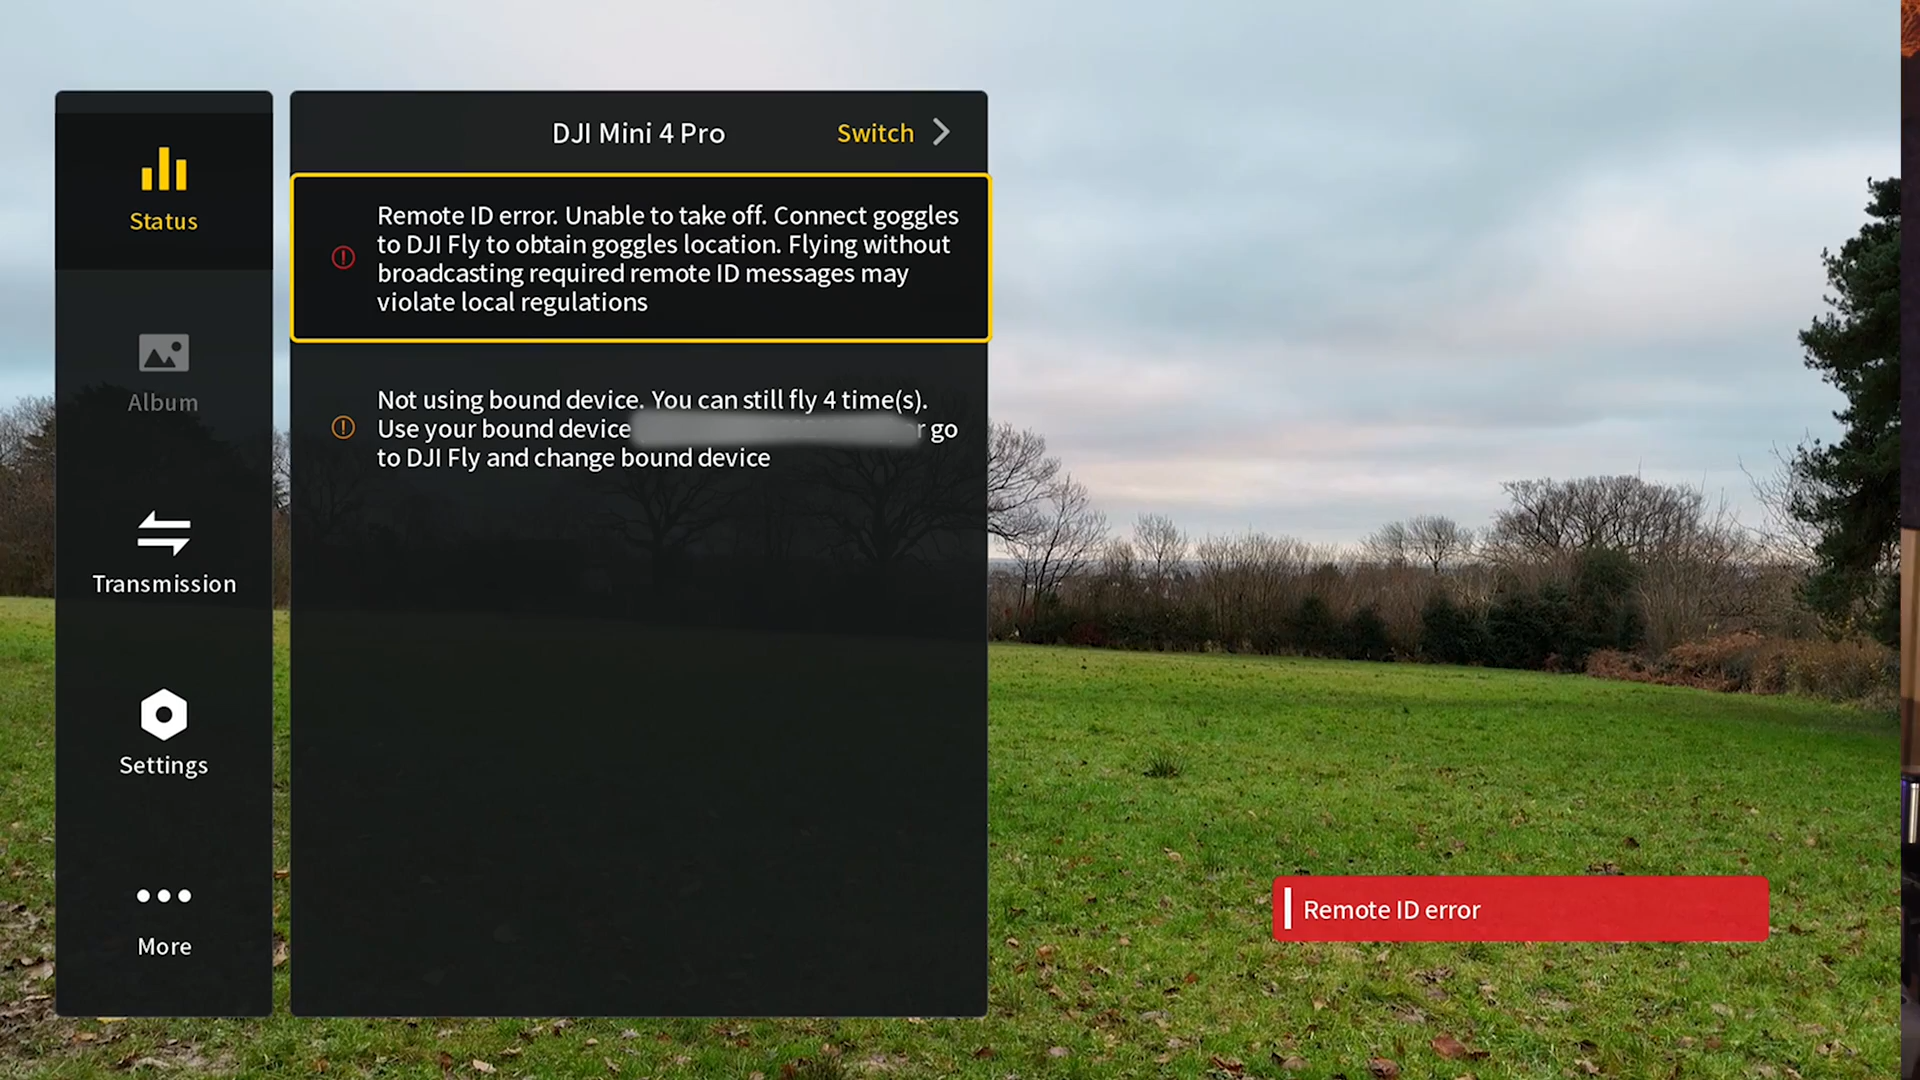 DJI Mini 4 Pro
Switch
Status
Remote ID error. Unable to take off. Connect goggles
to DJI Fly to obtain goggles location. Flying without
broadcasting required remote ID messages may
violate local regulations
Album
Not using bound device. You can still fly 4 time(s).
Use your bound device go
to DJI Fly and change bound device
Transmission
Settings
More
Remote ID error